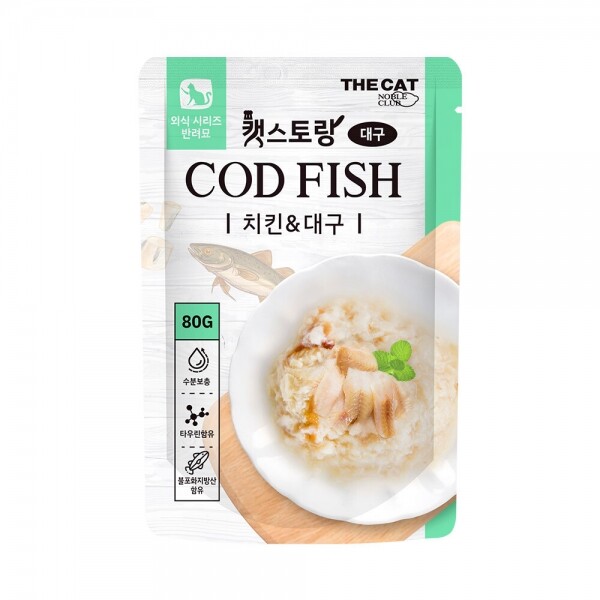 외식 시리즈
반려묘
THE CAT
NOBLE
CLUB
캣스토랑
대구
COD FISH
치킨&대구
80G
수분보충
타우린함유
불포화지방산
함유